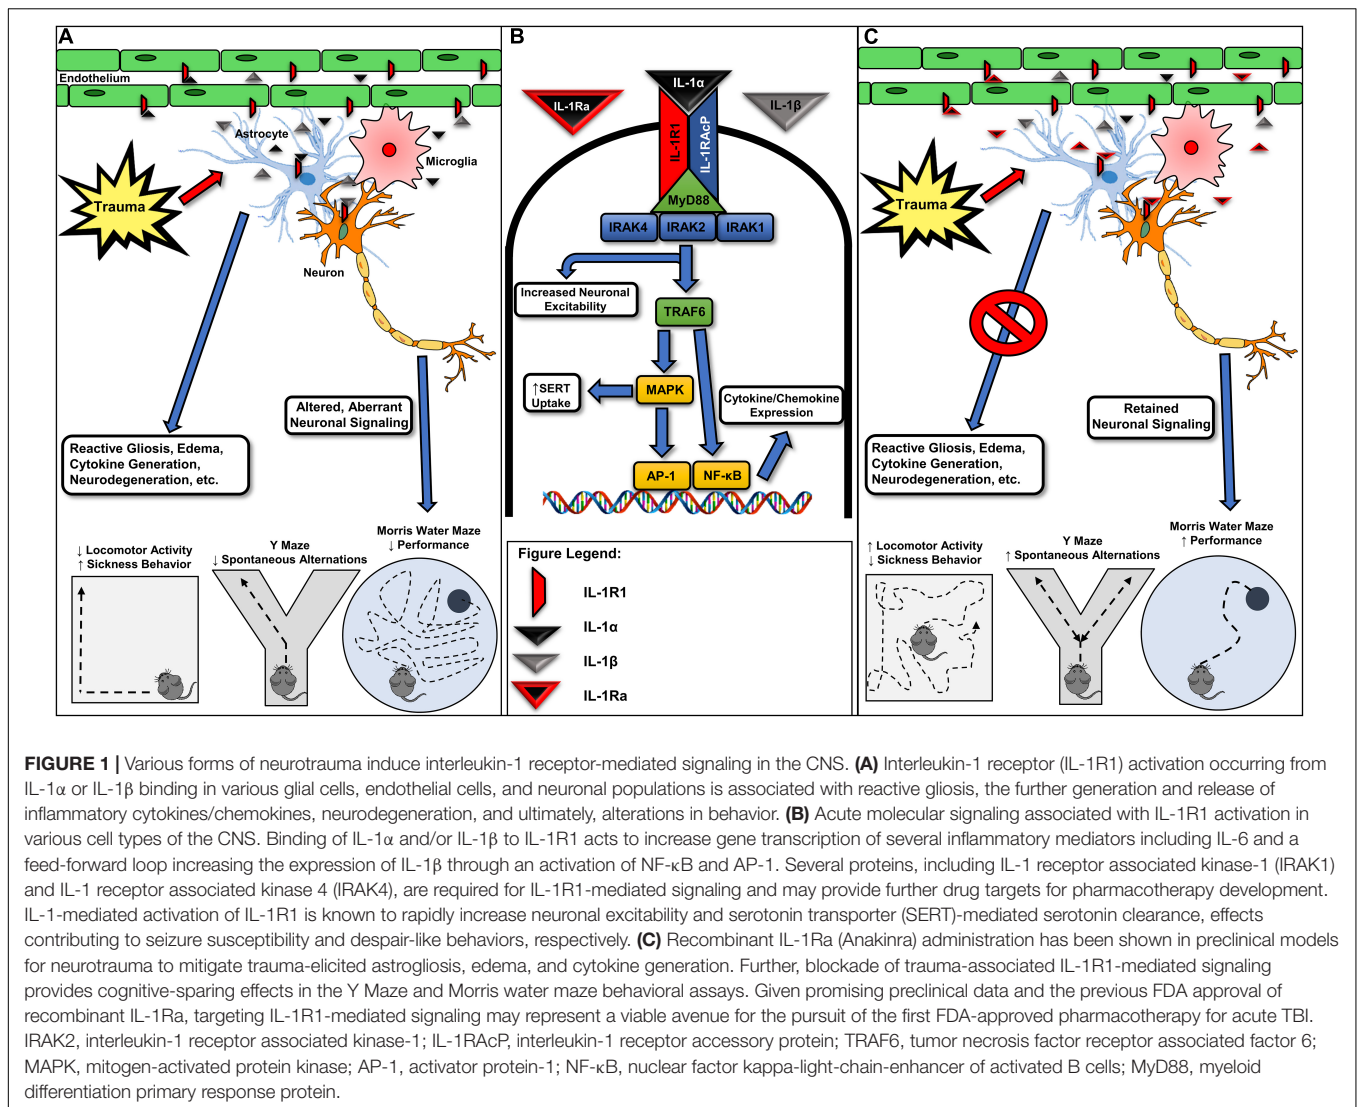 A
Endothelium
Astrocyte
Microglia
Trauma
Neuron
Altered, Aberrant
Neuronal Signaling
Reactive Gliosis, Edema,
Cytokine Generation,
Neurodegeneration, etc.
↓ Locomotor Activity
↑ Sickness Behavior
Y Maze
↓ Spontaneous Alternations
Morris Water Maze
↓ Performance
B
IL-1Ra
IL-1α
IL-1β
IL-1R1
IL-1RAcP
MyD88
IRAK4
IRAK2
IRAK1
Increased Neuronal
Excitability
TRAF6
↑SERT
Uptake
MAPK
Cytokine/Chemokine
Expression
AP-1
NF-κB
Figure Legend:
IL-1R1
IL-1α
IL-1β
IL-1Ra
C
Trauma
Retained
Neuronal Signaling
Reactive Gliosis, Edema,
Cytokine Generation,
Neurodegeneration, etc.
↑ Locomotor Activity
↓ Sickness Behavior
Y Maze
↑ Spontaneous Alternations
Morris Water Maze
↑ Performance
FIGURE 1 | Various forms of neurotrauma induce interleukin-1 receptor-mediated signaling in the CNS. (A) Interleukin-1 receptor (IL-1R1) activation occurring from
IL-1α or IL-1β binding in various glial cells, endothelial cells, and neuronal populations is associated with reactive gliosis, the further generation and release of
inflammatory cytokines/chemokines, neurodegeneration, and ultimately, alterations in behavior. (B) Acute molecular signaling associated with IL-1R1 activation in
various cell types of the CNS. Binding of IL-1α and/or IL-1β to IL-1R1 acts to increase gene transcription of several inflammatory mediators including IL-6 and a
feed-forward loop increasing the expression of IL-1β through an activation of NF-κB and AP-1. Several proteins, including IL-1 receptor associated kinase-1 (IRAK1)
and IL-1 receptor associated kinase 4 (IRAK4), are required for IL-1R1-mediated signaling and may provide further drug targets for pharmacotherapy development.
IL-1-mediated activation of IL-1R1 is known to rapidly increase neuronal excitability and serotonin transporter (SERT)-mediated serotonin clearance, effects
contributing to seizure susceptibility and despair-like behaviors, respectively. (C) Recombinant IL-1Ra (Anakinra) administration has been shown in preclinical models
for neurotrauma to mitigate trauma-elicited astrogliosis, edema, and cytokine generation. Further, blockade of trauma-associated IL-1R1-mediated signaling
provides cognitive-sparing effects in the Y Maze and Morris water maze behavioral assays. Given promising preclinical data and the previous FDA approval of
recombinant IL-1Ra, targeting IL-1R1-mediated signaling may represent a viable avenue for the pursuit of the first FDA-approved pharmacotherapy for acute TBI.
IRAK2, interleukin-1 receptor associated kinase-1; IL-1RAcP, interleukin-1 receptor accessory protein; TRAF6, tumor necrosis factor receptor associated factor 6;
MAPK, mitogen-activated protein kinase; AP-1, activator protein-1; NF-κB, nuclear factor kappa-light-chain-enhancer of activated B cells; MyD88, myeloid
differentiation primary response protein.